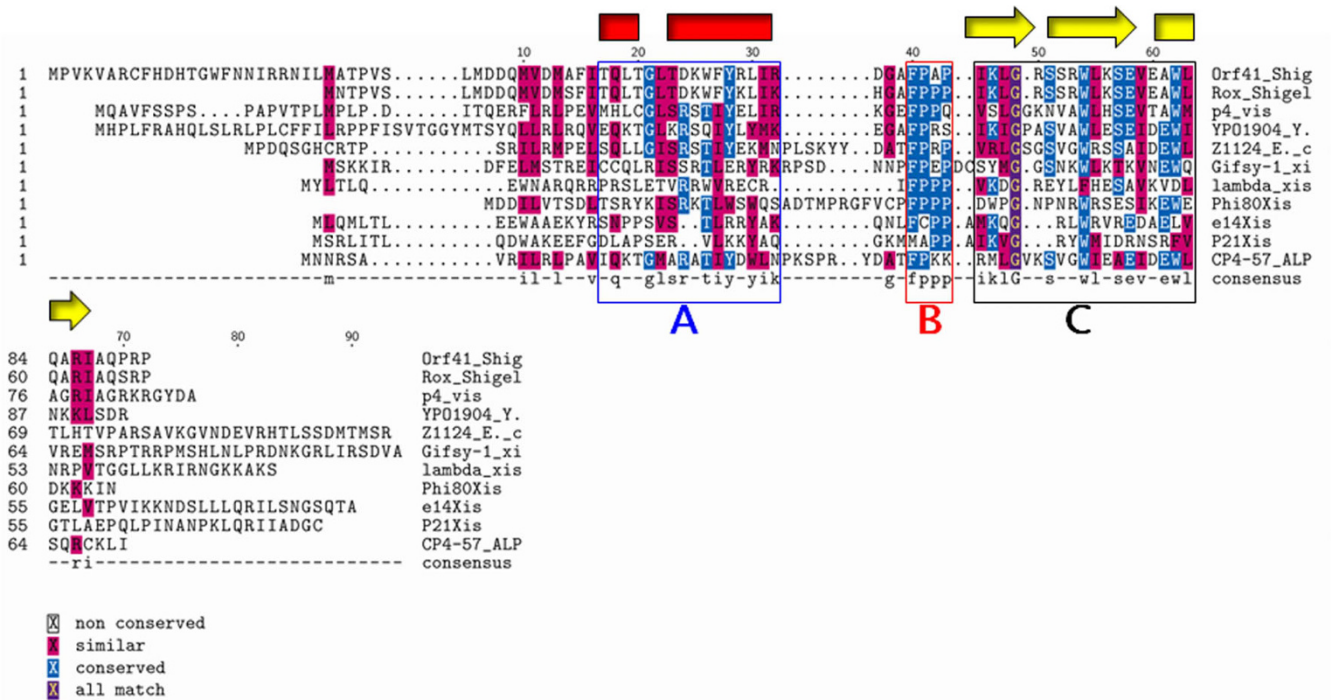 10 20 30 40 50 60
1 MPVKVARCFHDHTGWFNNIRRNILMATPVS......LMDDQMVDMAFITQLTGLTDKWFYRLIR.........DGAFPAP..IKLG.RSSRWLKSEVEAWL Orf41_Shig
1 MNTPVS......LMDDQMVDMSFITQLTGLTDKWFYKLIK.........HGAFPPP..IKLG.RSSRWLKSEVEAWL Rox_Shigel
1 MQAVFSSPS....PAPVTPLMPLP.D......ITQERFLRLPEVMHLCGLSRSTIYELIR.........KGEFPPQ..VSLGGKNVAWLHSEVTAWM p4_vis
1 MHPLFRAHQLSLRLPLCFFILRPPFISVTGGYMTSYQLLRLRQVEQKTGLKRSQIYLYMK.........EGAFPRS..IKIGPASVAWLESEIDEWI YPO1904_Y.
1 MPDQSGHCRTP......SRILRMPELSQLLGISRSTIYEKMNPLSKYY..DATFPRP..VRLGSGSVGWRSSAIDEWL Z1124_E._c
1 MSKKIR......DFELMSTREICCQLRISSRTLERYRKRPSD...NNPFPEPDCSYMG.GSNKWLKTKVNEWQ Gifsy-1_xi
1 MYLTLQ............EWNARQRRPRSLETVRRWVRECR...........IFPPP..VKDG.REYLFHESAVKVDL lambda_xis
1 MDDILVTSDLTSRYKISRKTLWSWQSADTMPRGFVCPFPPPP..DWPG.NPNRWRSESIKEWE Phi80Xis
1 MLQMLTL........EEWAAEKYRSNPPSVS..TLRRYAK.........QNLFCPP.AMKQG...RLWRVREDAELV e14Xis
1 MSRLITL........QDWAKEEFGDLAPSER..VLKKYAQ.........GKMMAPP.AIKVG...RYWMIDRNSRFV P21Xis
1 MNNRSA........VRILRLPAVIQKTGMARATIYDWLNPKSPR..YDATFPKK..RMLGVKSVGWIEAEIDEWL CP4-57_ALP
------------------------m----------------il-l--v-q--glsr-tiy-yik---------g-fppp--iklG--s--wl-sev-ewl consensus
A B C
70 80 90
84 QARIAQPRP Orf41_Shig
60 QARIAQSRP Rox_Shigel
76 AGRIAGRKRGYDA p4_vis
87 NKKLSDR YPO1904_Y.
69 TLHTVPARSAVKGVNDEVRHTLSSDMTMSR Z1124_E._c
64 VREMSRPTRRPMSHLNLPRDNKGRLIRSDVA Gifsy-1_xi
53 NRPVTGGLLKRIRNGKKAKS lambda_xis
60 DKKKIN Phi80Xis
55 GELVTPVIKKNDSLLLQRILSNGSQTA e14Xis
55 GTLAEPQLPINANPKLQRIIADGC P21Xis
64 SQRCKLI CP4-57_ALP
--ri--------------------------- consensus
X non conserved
X similar
X conserved
X all match